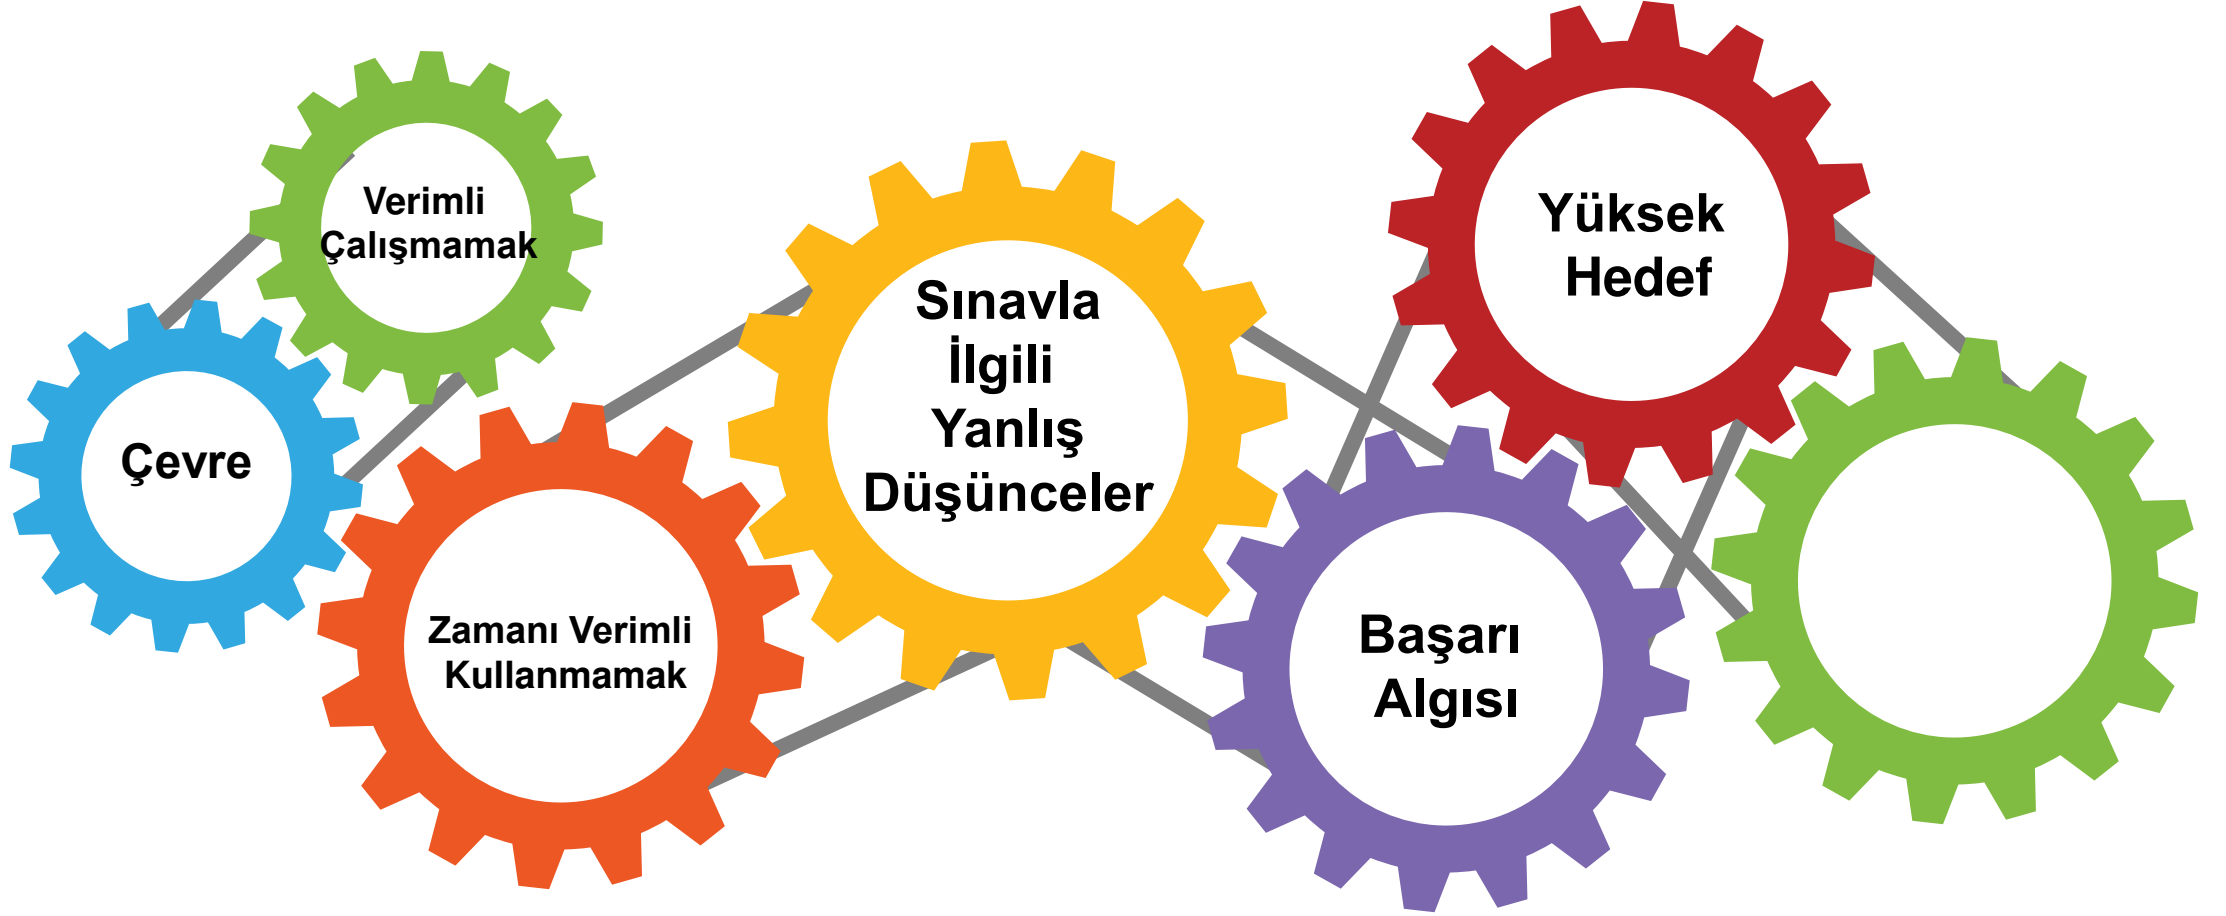 Verimli
Çalışmamak
Çevre
Zamanı Verimli
Kullanmamak
Sınavla
İlgili
Yanlış
Düşünceler
Başarı
Algısı
Yüksek
Hedef